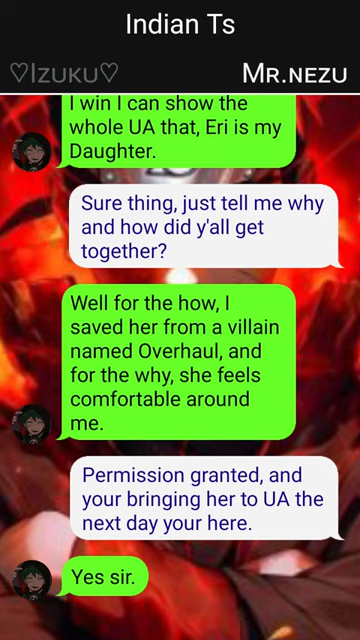 Indian Ts
♡Izuku♡
Mr.nezu
I win I can show the
whole UA that, Eri is my
Daughter.
Sure thing, just tell me why
and how did y'all get
together?
Well for the how, I
saved her from a villain
named Overhaul, and
for the why, she feels
comfortable around
me.
Permission granted, and
your bringing her to UA the
next day your here.
Yes sir.